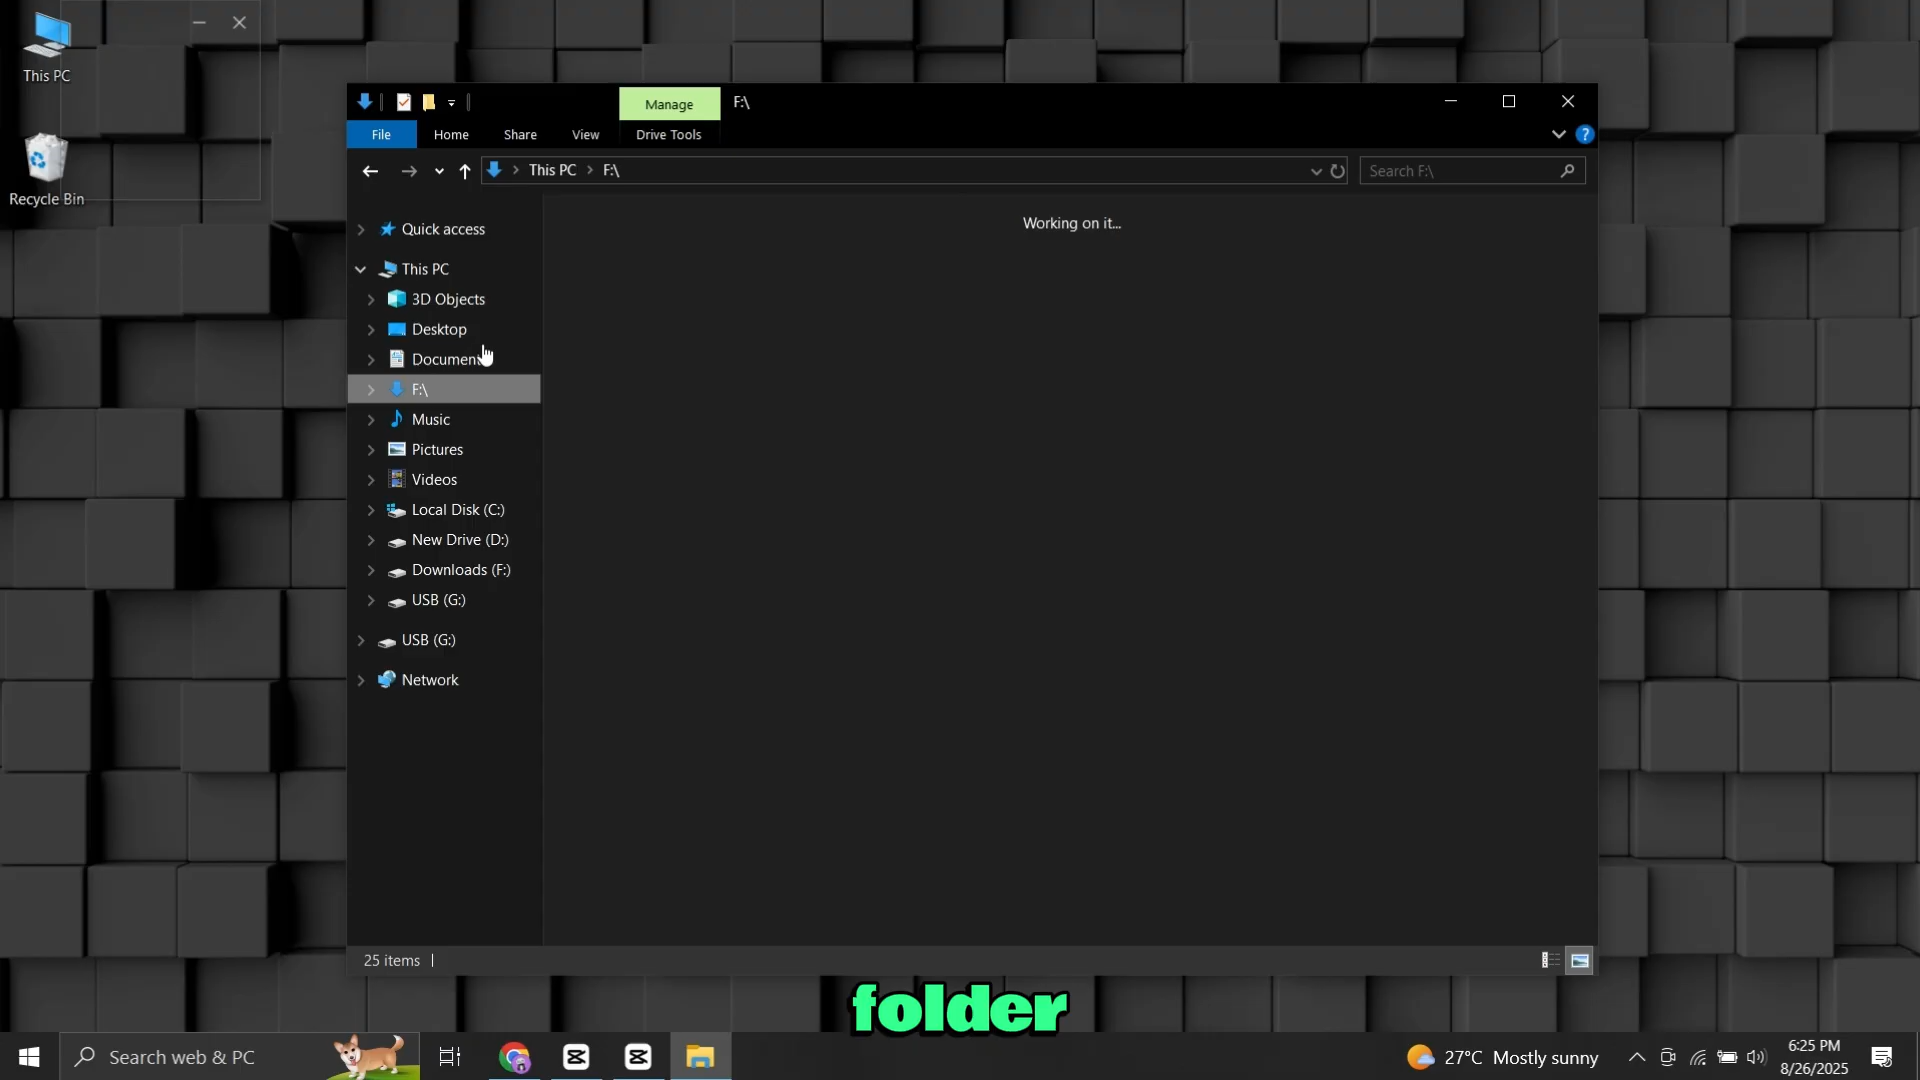 This PC
Recycle Bin
Manage
F:\
File
Home
Share
View
Drive Tools
This PC
F:\
Search F:\
Quick access
This PC
3D Objects
Desktop
Document
F:\
Music
Pictures
Videos
Local Disk (C:)
New Drive (D:)
Downloads (F:)
USB (G:)
USB (G:)
Network
Working on it...
25 items
folder
Search web & PC
27°C Mostly sunny
6:25 PM
8/26/2025